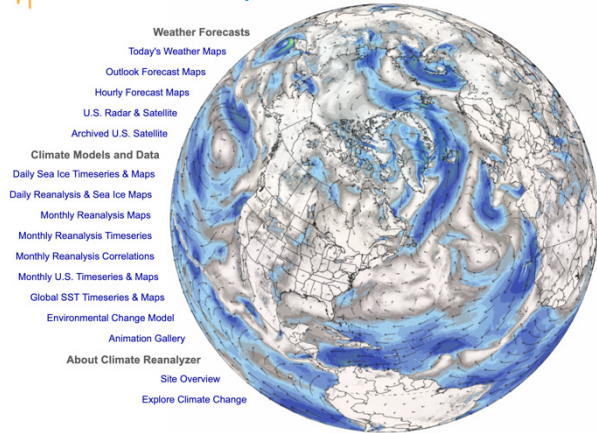 Weather Forecasts
Today's Weather Maps
Outlook Forecast Maps
Hourly Forecast Maps
U.S. Radar & Satellite
Archived U.S. Satellite
Climate Models and Data
Daily Sea Ice Timeseries & Maps
Daily Reanalysis & Sea Ice Maps
Monthly Reanalysis Maps
Monthly Reanalysis Timeseries
Monthly Reanalysis Correlations
Monthly U.S. Timeseries & Maps
Global SST Timeseries & Maps
Environmental Change Model
Animation Gallery
About Climate Reanalyzer
Site Overview
Explore Climate Change